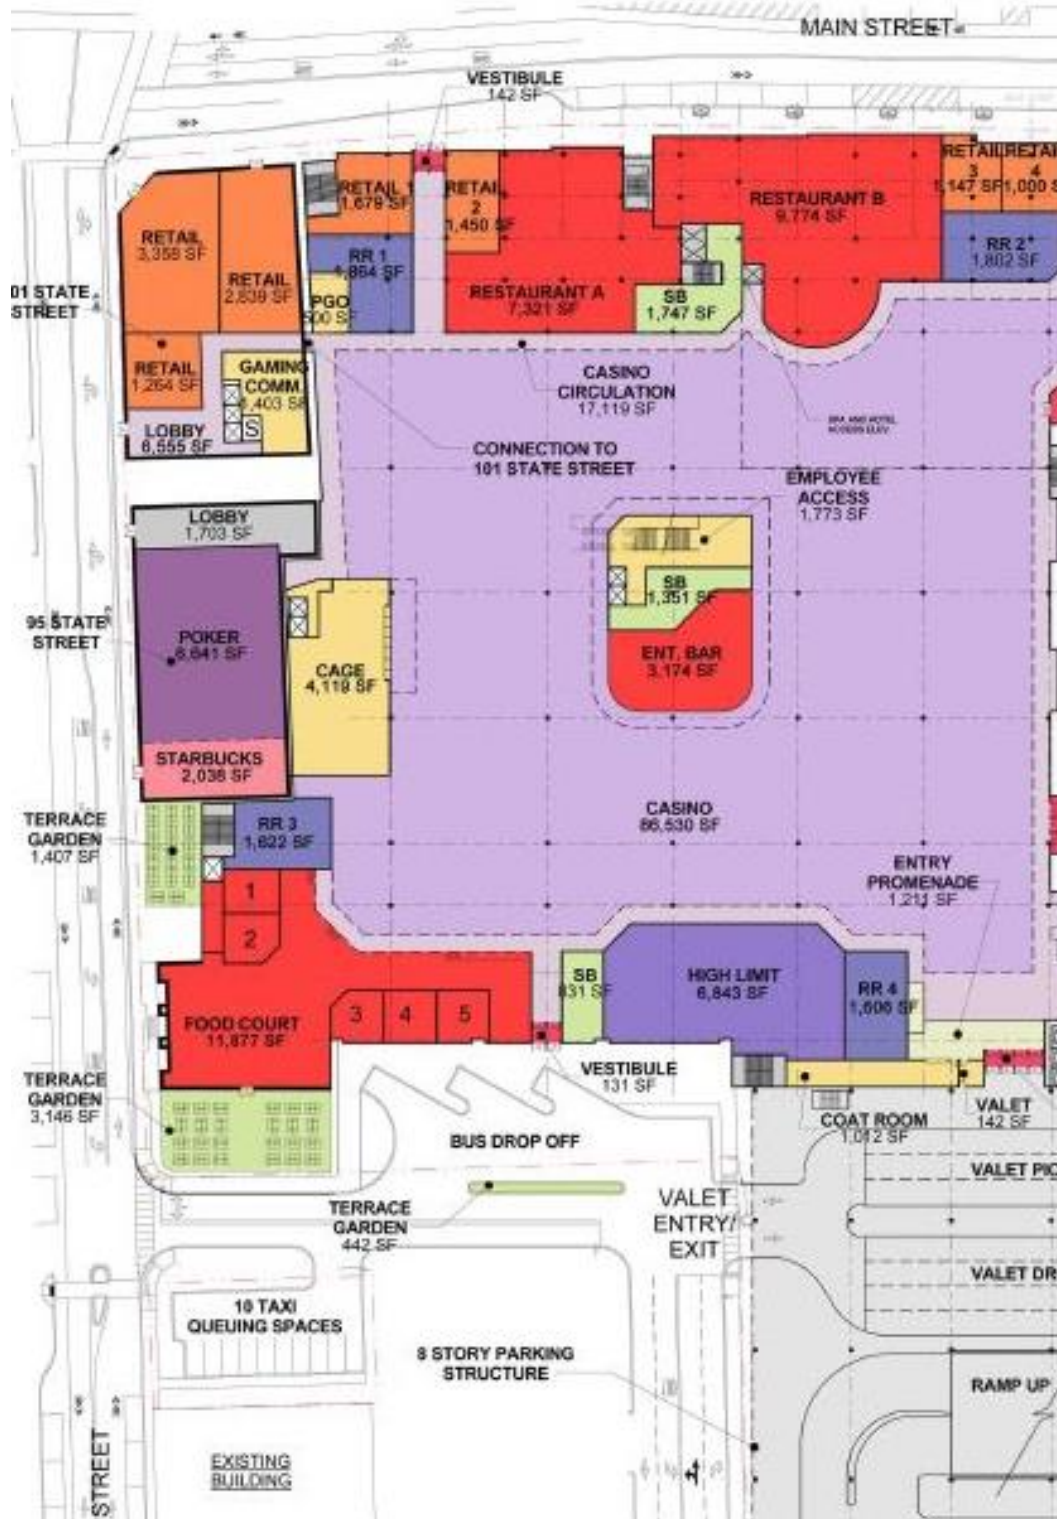 MAIN STREET
VESTIBULE
142 SF
RETAIL 1
1,679 SF
RETAIL
2
1,450 SF
RESTAURANT B
9,774 SF
RETAIL
3
1,147 SF
RETAI
4
1,000 S
RETAIL
3,358 SF
RETAIL
2,839 SF
RR 1
1,864 SF
PGO
500 SF
RESTAURANT A
7,321 SF
SB
1,747 SF
RR 2
1,802 SF
01 STATE
STREET
RETAIL
1,264 SF
GAMING
COMM.
1,403 SF
S
LOBBY
6,555 SF
CASINO
CIRCULATION
17,119 SF
CONNECTION TO
101 STATE STREET
EMPLOYEE
ACCESS
1,773 SF
LOBBY
1,703 SF
SB
1,351 SF
95 STATE
STREET
POKER
CAGE
4,119 SF
ENT. BAR
3,174 SF
STARBUCKS
2,038 SF
TERRACE
GARDEN
1,407 SF
RR 3
1,622 SF
CASINO
86,530 SF
ENTRY
PROMENADE
1,211 SF
1
2
FOOD COURT
11,877 SF
3
4
5
SB
831 SF
HIGH LIMIT
6,843 SF
RR 4
1,606 SF
VESTIBULE
131 SF
TERRACE
GARDEN
3,146 SF
BUS DROP OFF
COAT ROOM
1,012 SF
VALET
142 SF
VALET PIC
TERRACE
GARDEN
442 SF
VALET
ENTRY/
EXIT
VALET DR
10 TAXI
QUEUING SPACES
8 STORY PARKING
STRUCTURE
RAMP UP
EXISTING
BUILDING
STREET